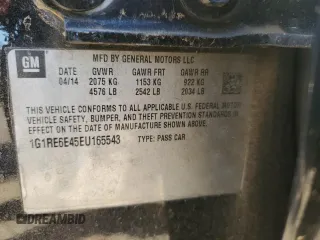 GM
MFD BY GENERAL MOTORS LLC
DATE GVWR GAWR FRT GAWR RR
04/14 2075 KG 1153 KG 922 KG
4576 LB 2542 LB 2034 LB
THIS VEHICLE CONFORMS TO ALL APPLICABLE U.S. FEDERAL MOTOR
VEHICLE SAFETY, BUMPER, AND THEFT PREVENTION STANDARDS
IN EFFECT ON THE DATE OF MANUFACTURE SHOWN ABOVE.
1G1RE6E45EU165543 TYPE: PASS CAR